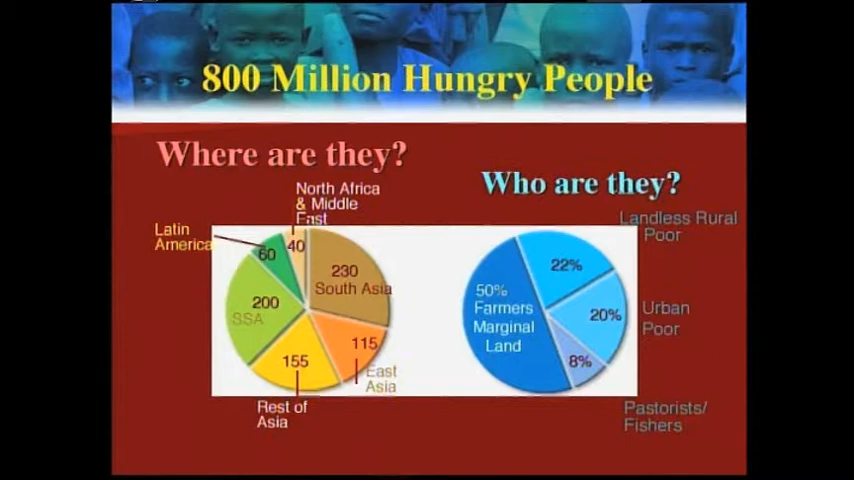 800 Million Hungry People
Where are they?
Who are they?
North Africa
& Middle
East
Latin
America
60
40
230
South Asia
200
SSA
115
East
Asia
155
Rest of
Asia
Landless Rural
Poor
22%
50%
Farmers
Marginal
Land
20%
Urban
Poor
8%
Pastorists/
Fishers